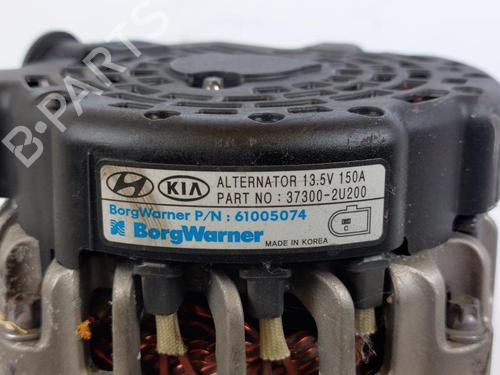 B-PARTS
KIA
ALTERNATOR 13.5V 150A
PART NO : 37300-2U200
BorgWarner P/N : 61005074
BorgWarner
C
MADE IN KOREA